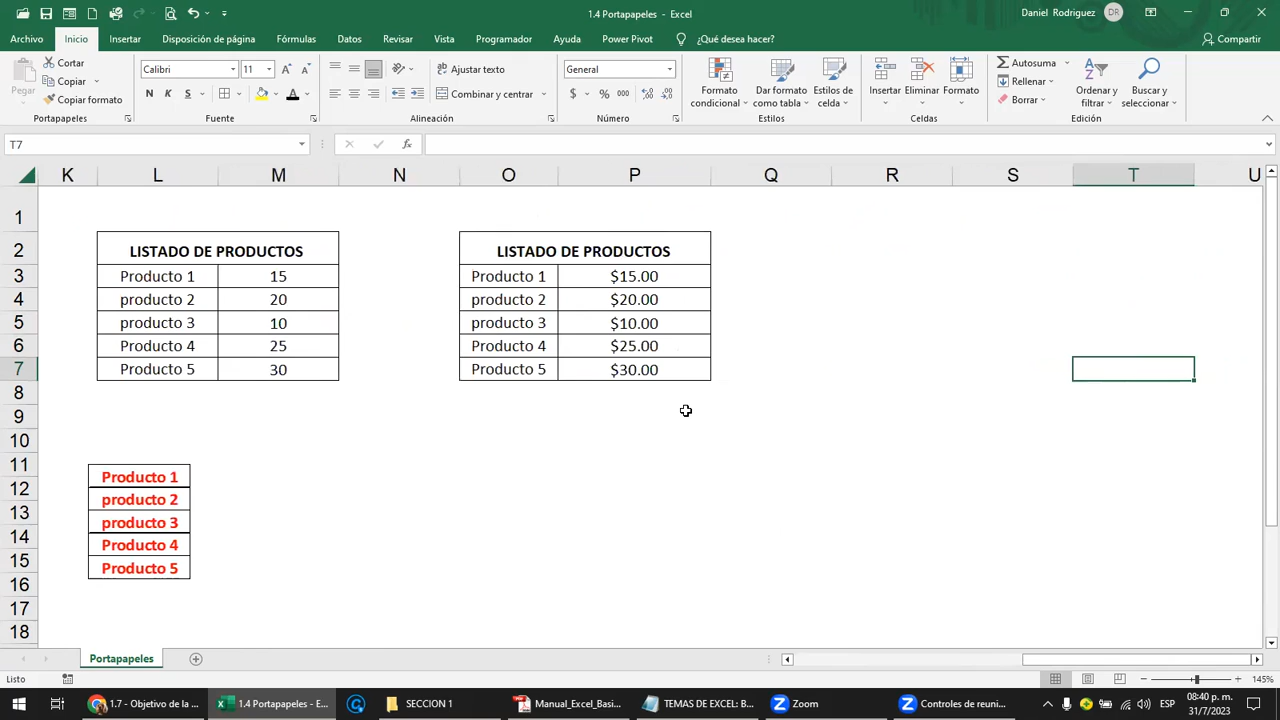 1.4 Portapapeles - Excel
Daniel Rodriguez DR
Archivo Inicio Insertar Disposición de página Fórmulas Datos Revisar Vista Programador Ayuda Power Pivot ¿Qué desea hacer? Compartir
Pegar
Cortar
Copiar
Copiar formato
Portapapeles
Calibri 11
N K S A
Fuente
Ajustar texto
Combinar y centrar
Alineación
General
$ % 000
Número
Formato condicional
Dar formato como tabla
Estilos de celda
Estilos
Insertar Eliminar Formato
Celdas
Autosuma
Rellenar
Borrar
Ordenar y filtrar
Buscar y seleccionar
Edición
T7
fx
K L M N O P Q R S T U
1
2 LISTADO DE PRODUCTOS LISTADO DE PRODUCTOS
3 Producto 1 15 Producto 1 $15.00
4 producto 2 20 producto 2 $20.00
5 producto 3 10 producto 3 $10.00
6 Producto 4 25 Producto 4 $25.00
7 Producto 5 30 Producto 5 $30.00
8
9
10
11 Producto 1
12 producto 2
13 producto 3
14 Producto 4
15 Producto 5
16
17
18
Portapapeles
Listo
145%
1.7 - Objetivo de la ... 1.4 Portapapeles - E... SECCION 1 Manual_Excel_Basi... TEMAS DE EXCEL: B... Zoom Controles de reuni... ESP
08:40 p. m.
31/7/2023